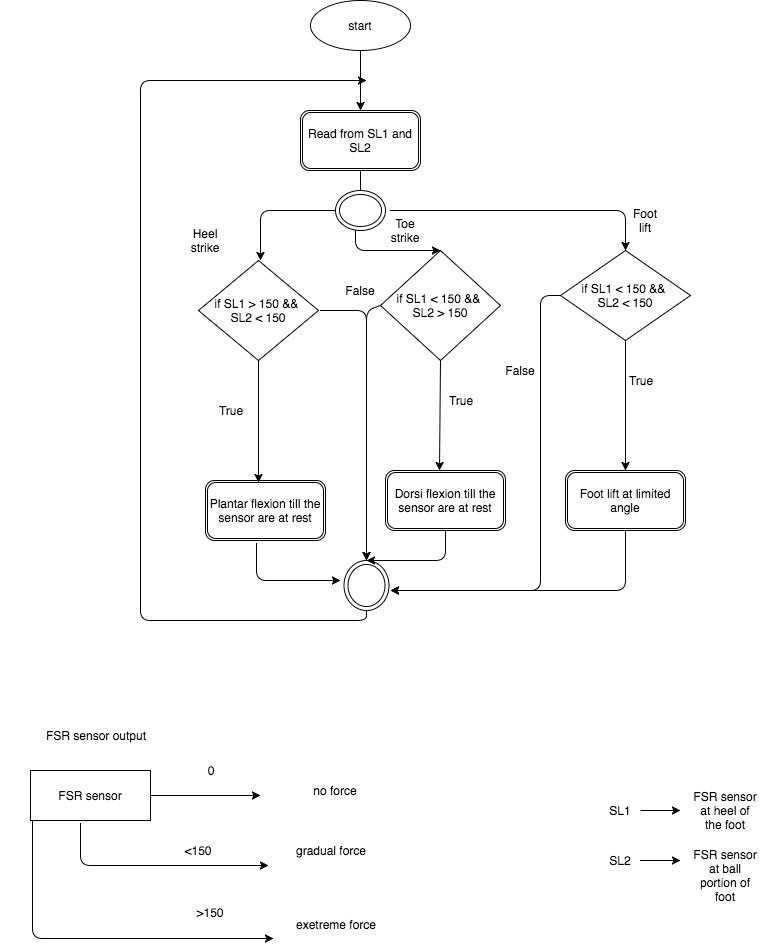 start
Read from SL1 and
SL2
Heel
strike
Toe
strike
Foot
lift
if SL1 > 150 &&
SL2 < 150
False
if SL1 < 150 &&
SL2 > 150
if SL1 < 150 &&
SL2 < 150
False
True
True
True
Plantar flexion till the
sensor are at rest
Dorsi flexion till the
sensor are at rest
Foot lift at limited
angle
FSR sensor output
FSR sensor
0
no force
<150
gradual force
>150
exetreme force
SL1
FSR sensor
at heel of
the foot
SL2
FSR sensor
at ball
portion of
foot